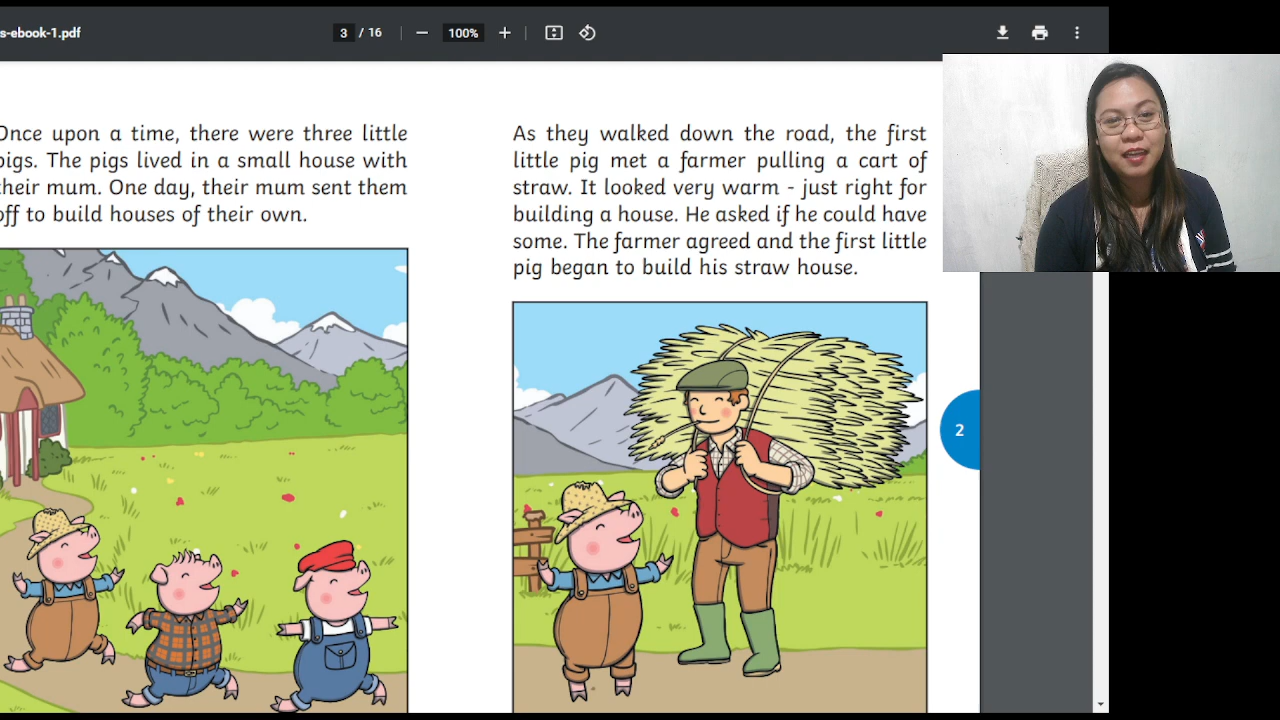 s-ebook-1.pdf
3 / 16
100%
Once upon a time, there were three little
pigs. The pigs lived in a small house with
their mum. One day, their mum sent them
off to build houses of their own.
As they walked down the road, the first
little pig met a farmer pulling a cart of
straw. It looked very warm - just right for
building a house. He asked if he could have
some. The farmer agreed and the first little
pig began to build his straw house.
2